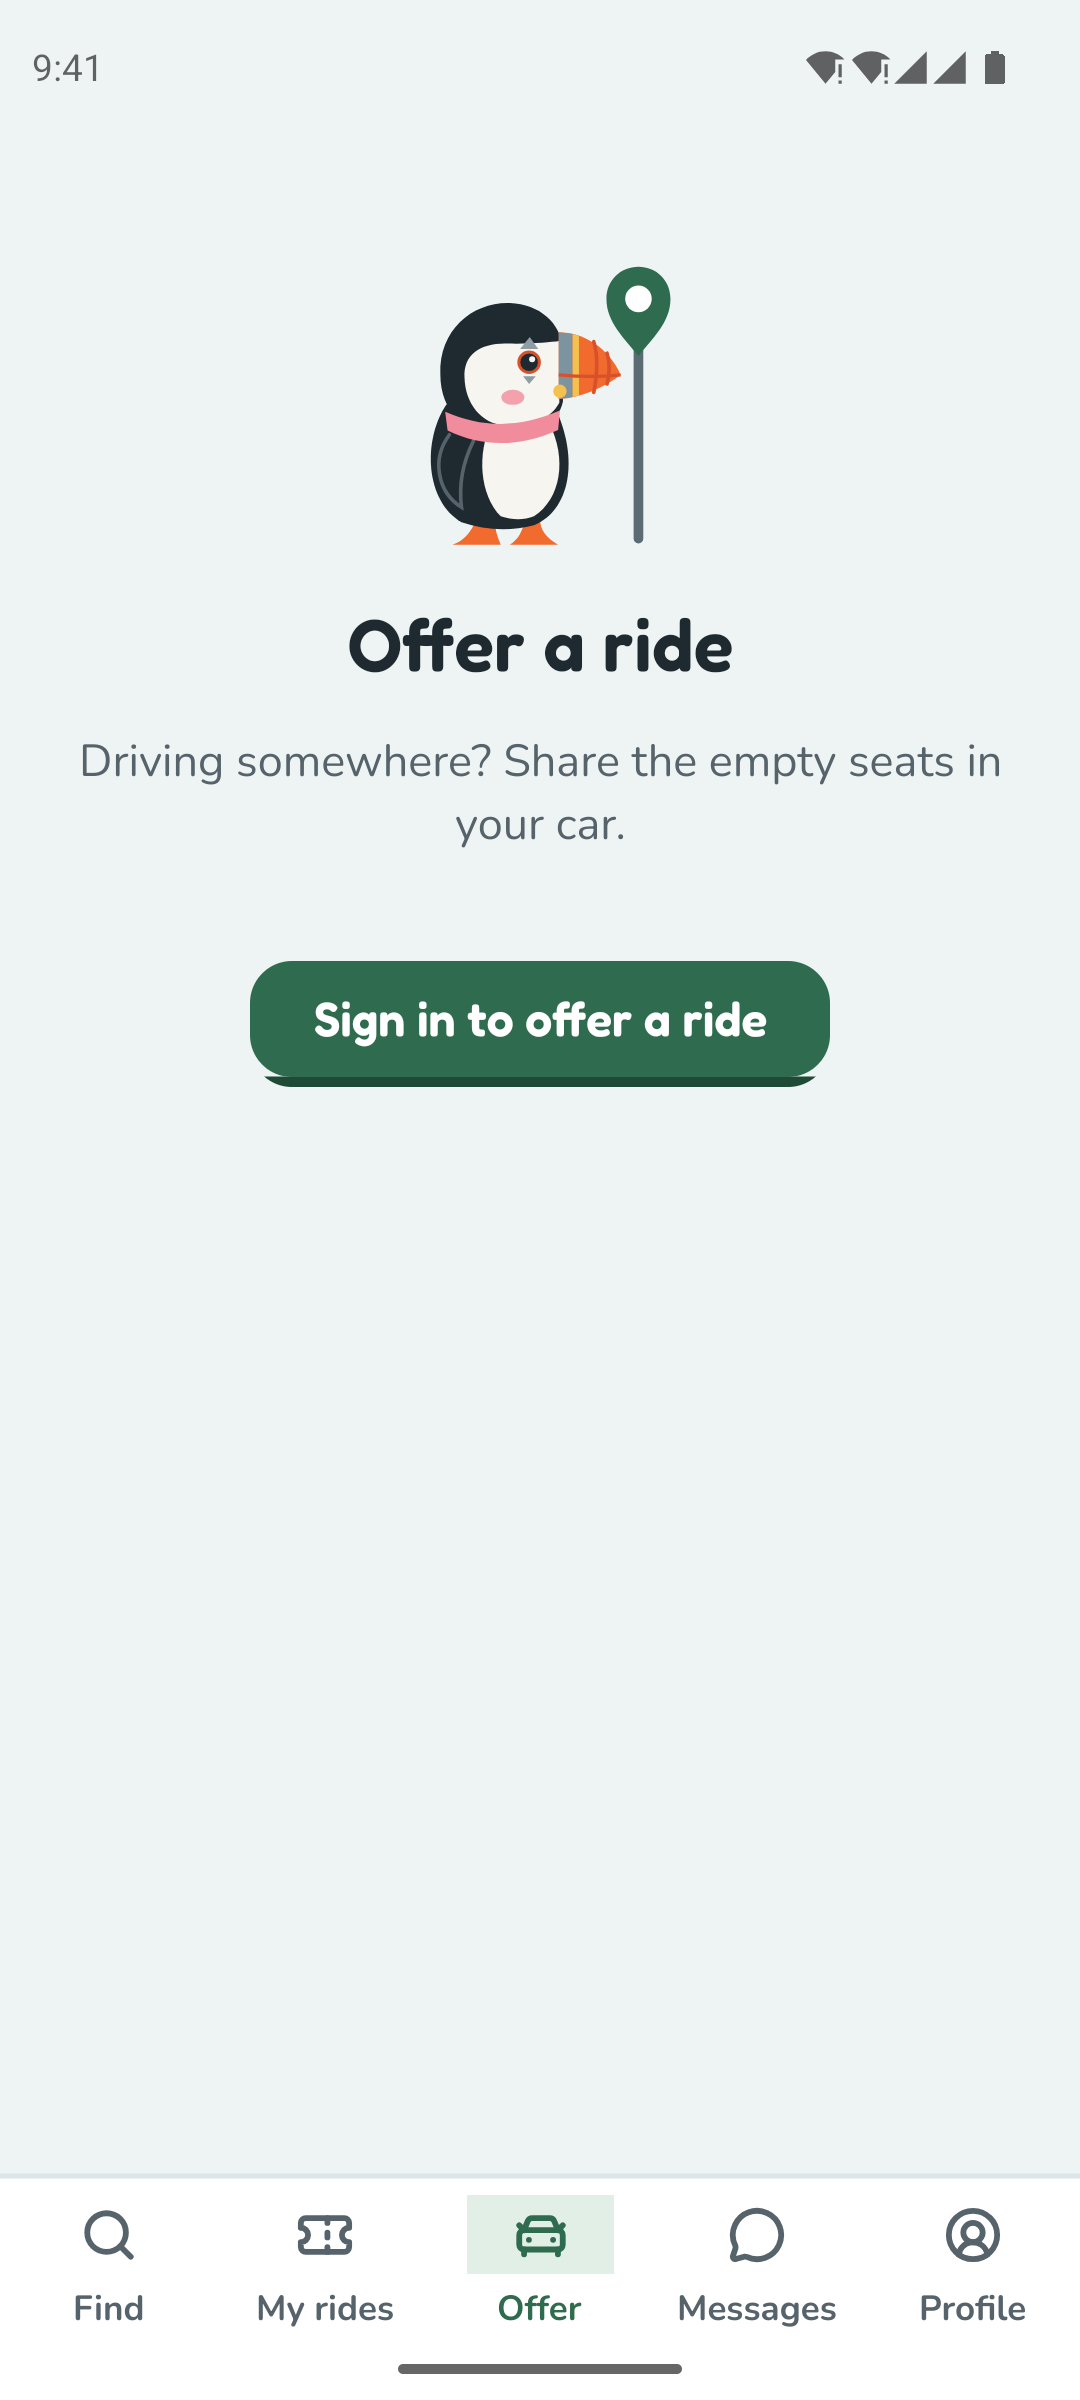 9:41
Offer a ride
Driving somewhere? Share the empty seats in
your car.
Sign in to offer a ride
Find
My rides
Offer
Messages
Profile